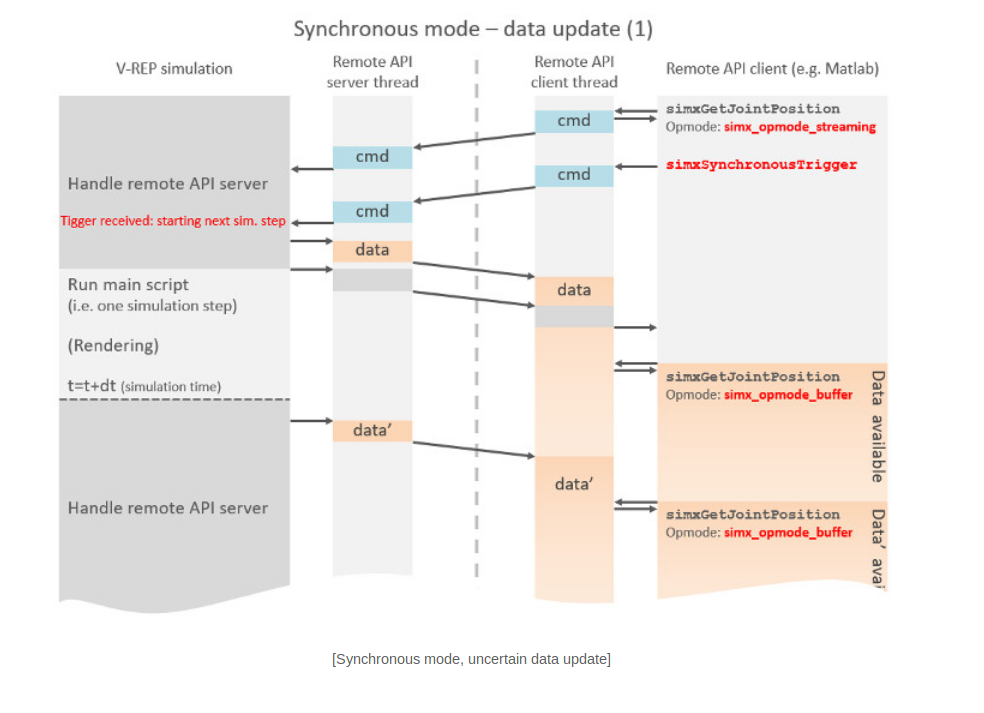 Synchronous mode – data update (1)
V-REP simulation
Remote API
server thread
Remote API
client thread
Remote API client (e.g. Matlab)
cmd
simxGetJointPosition
Opmode: simx_opmode_streaming
cmd
simxSynchronousTrigger
cmd
Handle remote API server
cmd
Tigger received: starting next sim. step
data
Run main script
(i.e. one simulation step)
data
(Rendering)
t=t+dt (simulation time)
simxGetJointPosition
Opmode: simx_opmode_buffer
Data available
data’
data’
Handle remote API server
simxGetJointPosition
Opmode: simx_opmode_buffer
Data’ avai
[Synchronous mode, uncertain data update]